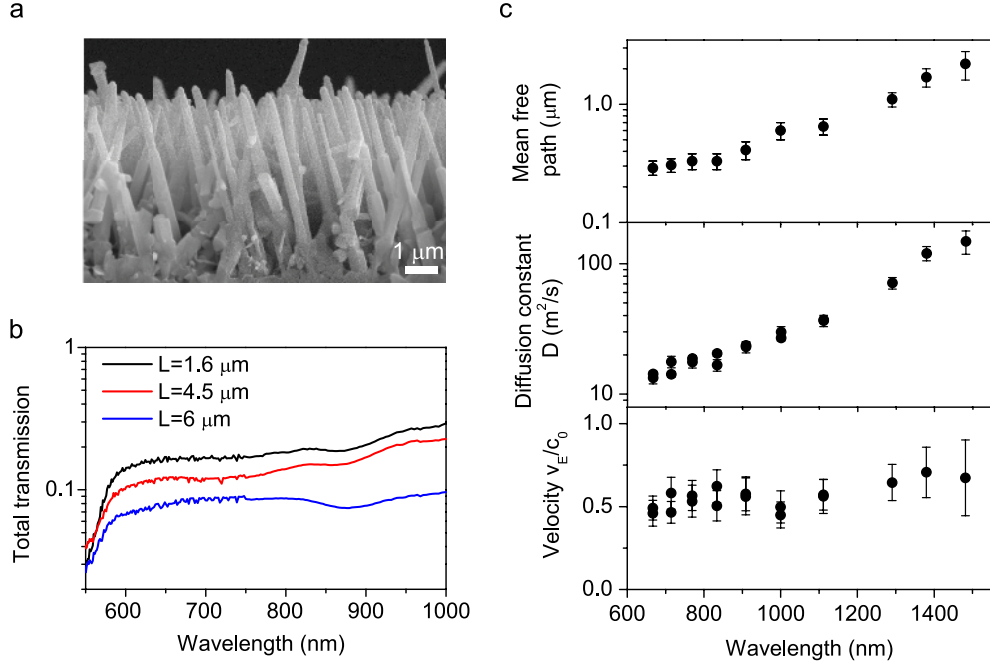 a
1 μm
b
1
0.1
Total transmission
L=1.6 μm
L=4.5 μm
L=6 μm
600
700
800
900
1000
Wavelength (nm)
c
Mean free
path (μm)
1.0
0.1
Diffusion constant
D (m²/s)
100
10
Velocity v_E/c_0
1.0
0.5
0.0
600
800
1000
1200
1400
Wavelength (nm)